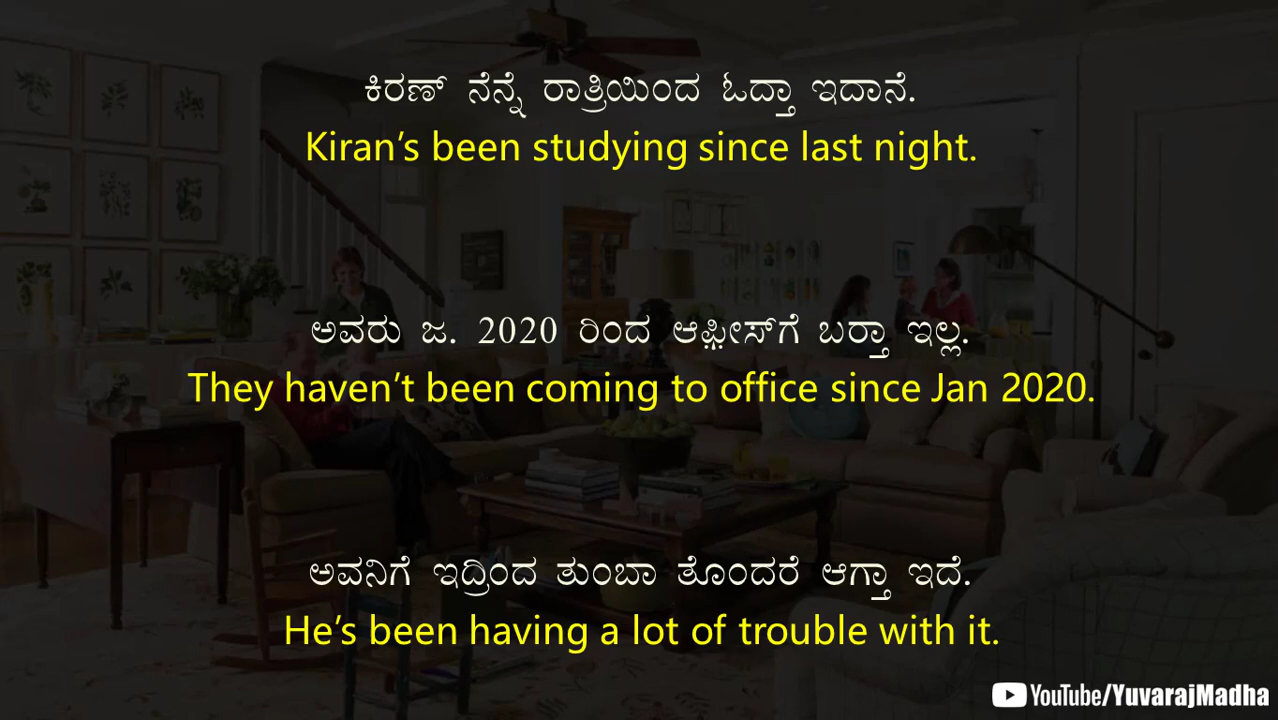 ಕಿರಣ್ ನೆನ್ನೆ ರಾತ್ರಿಯಿಂದ ಓದ್ತಾ ಇದಾನೆ.
Kiran’s been studying since last night.
ಅವರು ಜ. 2020 ರಿಂದ ಆಫ಼ೀಸ್‌ಗೆ ಬರ್ತಾ ಇಲ್ಲ.
They haven’t been coming to office since Jan 2020.
ಅವನಿಗೆ ಇದ್ರಿಂದ ತುಂಬಾ ತೊಂದರೆ ಆಗ್ತಾ ಇದೆ.
He’s been having a lot of trouble with it.
YouTube/YuvarajMadha